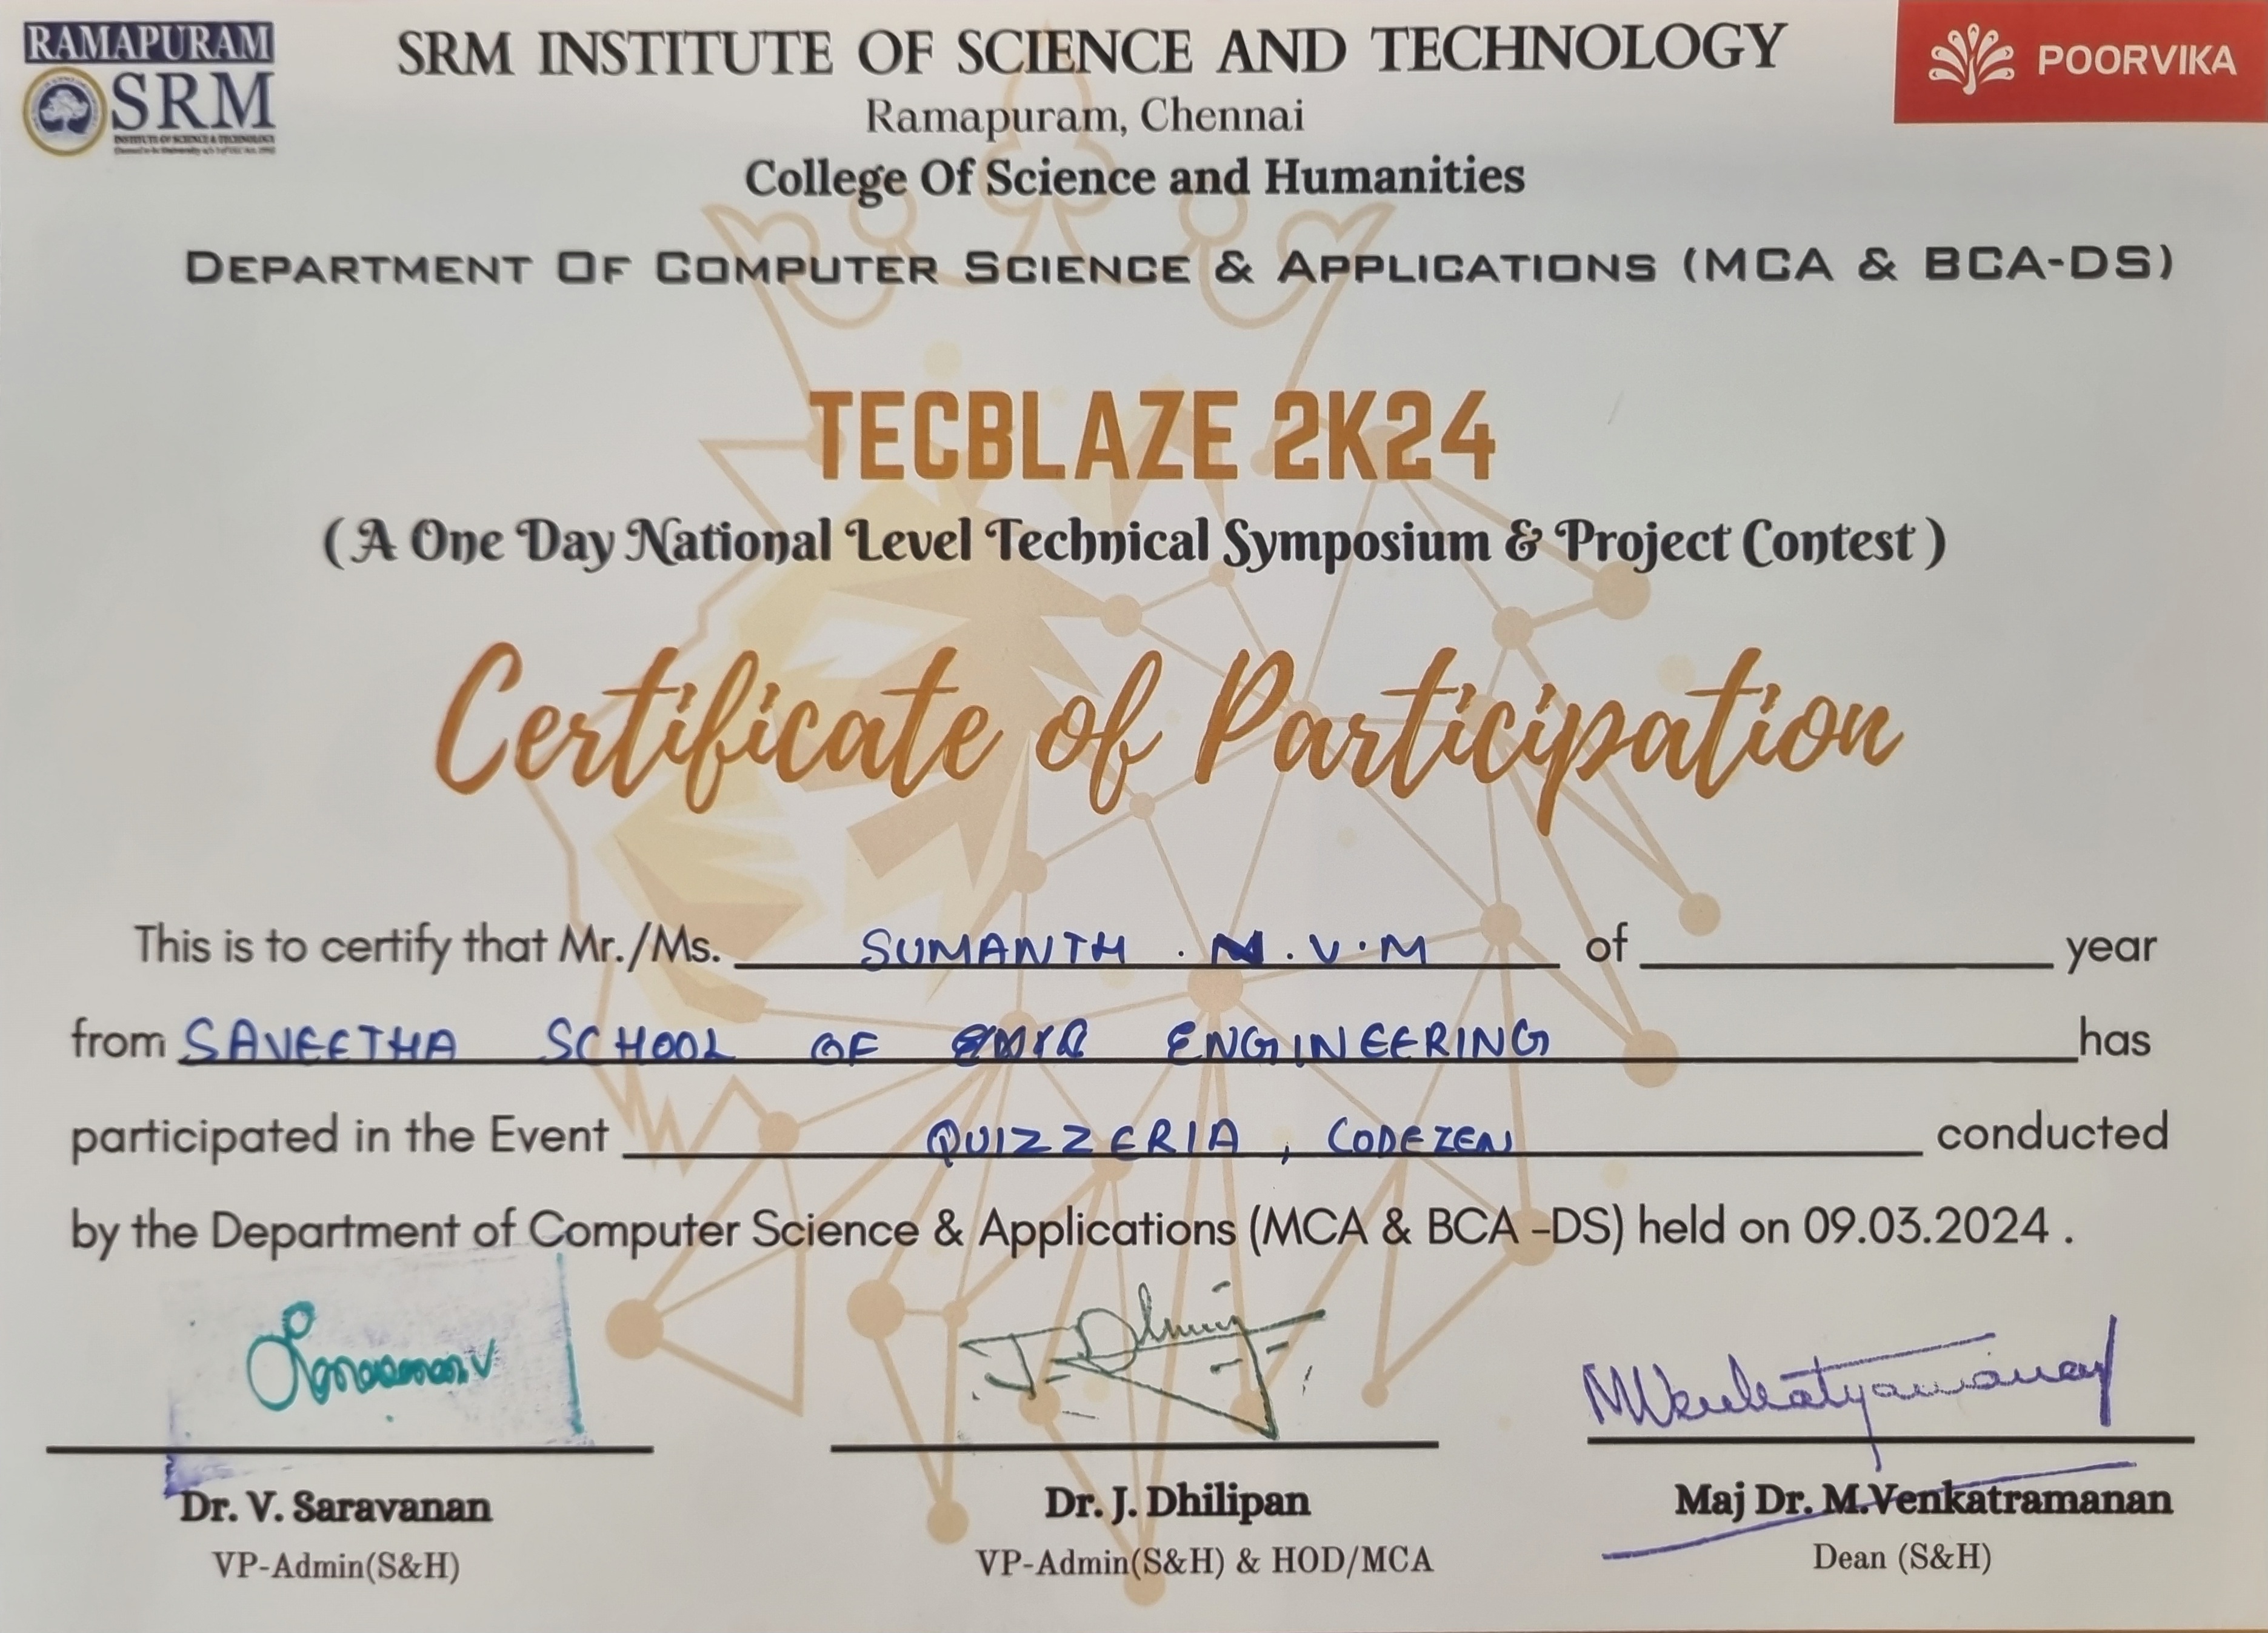 RAMAPURAM
SRM
INSTITUTE OF SCIENCE & TECHNOLOGY
SRM INSTITUTE OF SCIENCE AND TECHNOLOGY
POORVIKA
Ramapuram, Chennai
College Of Science and Humanities
DEPARTMENT OF COMPUTER SCIENCE & APPLICATIONS (MCA & BCA-DS)
TECBLAZE 2K24
( A One Day National Level Technical Symposium & Project Contest )
Certificate of Participation
This is to certify that Mr./Ms. SUMANTH . N . V . M of year
from SAVEETHA SCHOOL OF ENGINEERING has
participated in the Event QUIZZERIA , CODEZEN conducted
by the Department of Computer Science & Applications (MCA & BCA -DS) held on 09.03.2024 .
Dr. V. Saravanan Dr. J. Dhilipan Maj Dr. M.Venkatramanan
VP-Admin(S&H) VP-Admin(S&H) & HOD/MCA Dean (S&H)